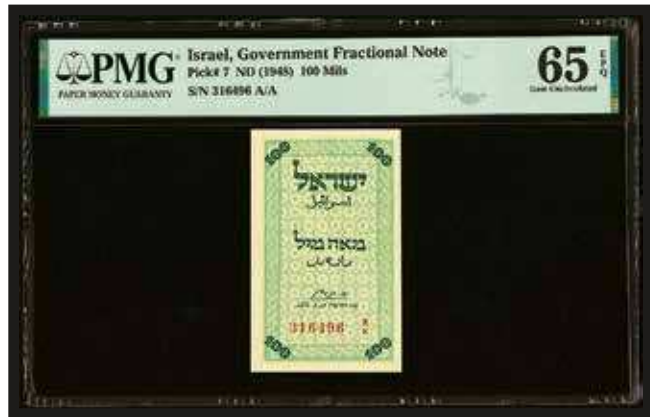 PMG
PAPER MONEY GUARANTY
Israel, Government Fractional Note
Pick# 7 ND (1948) 100 Mils
S/N 316496 A/A
65 EPQ
Gem Uncirculated
100 100
ישראל
اسرائيل
מאה מיל
316496 A/A
100 100